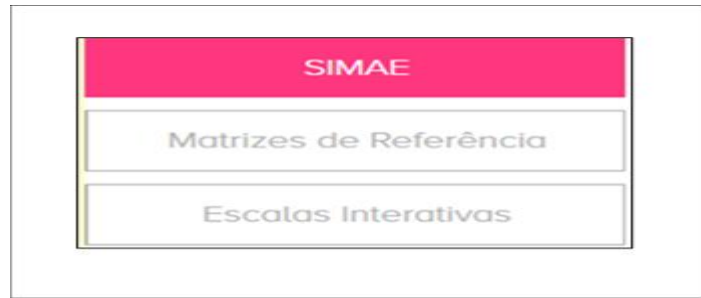 SIMAE
Matrizes de Referência
Escalas Interativas